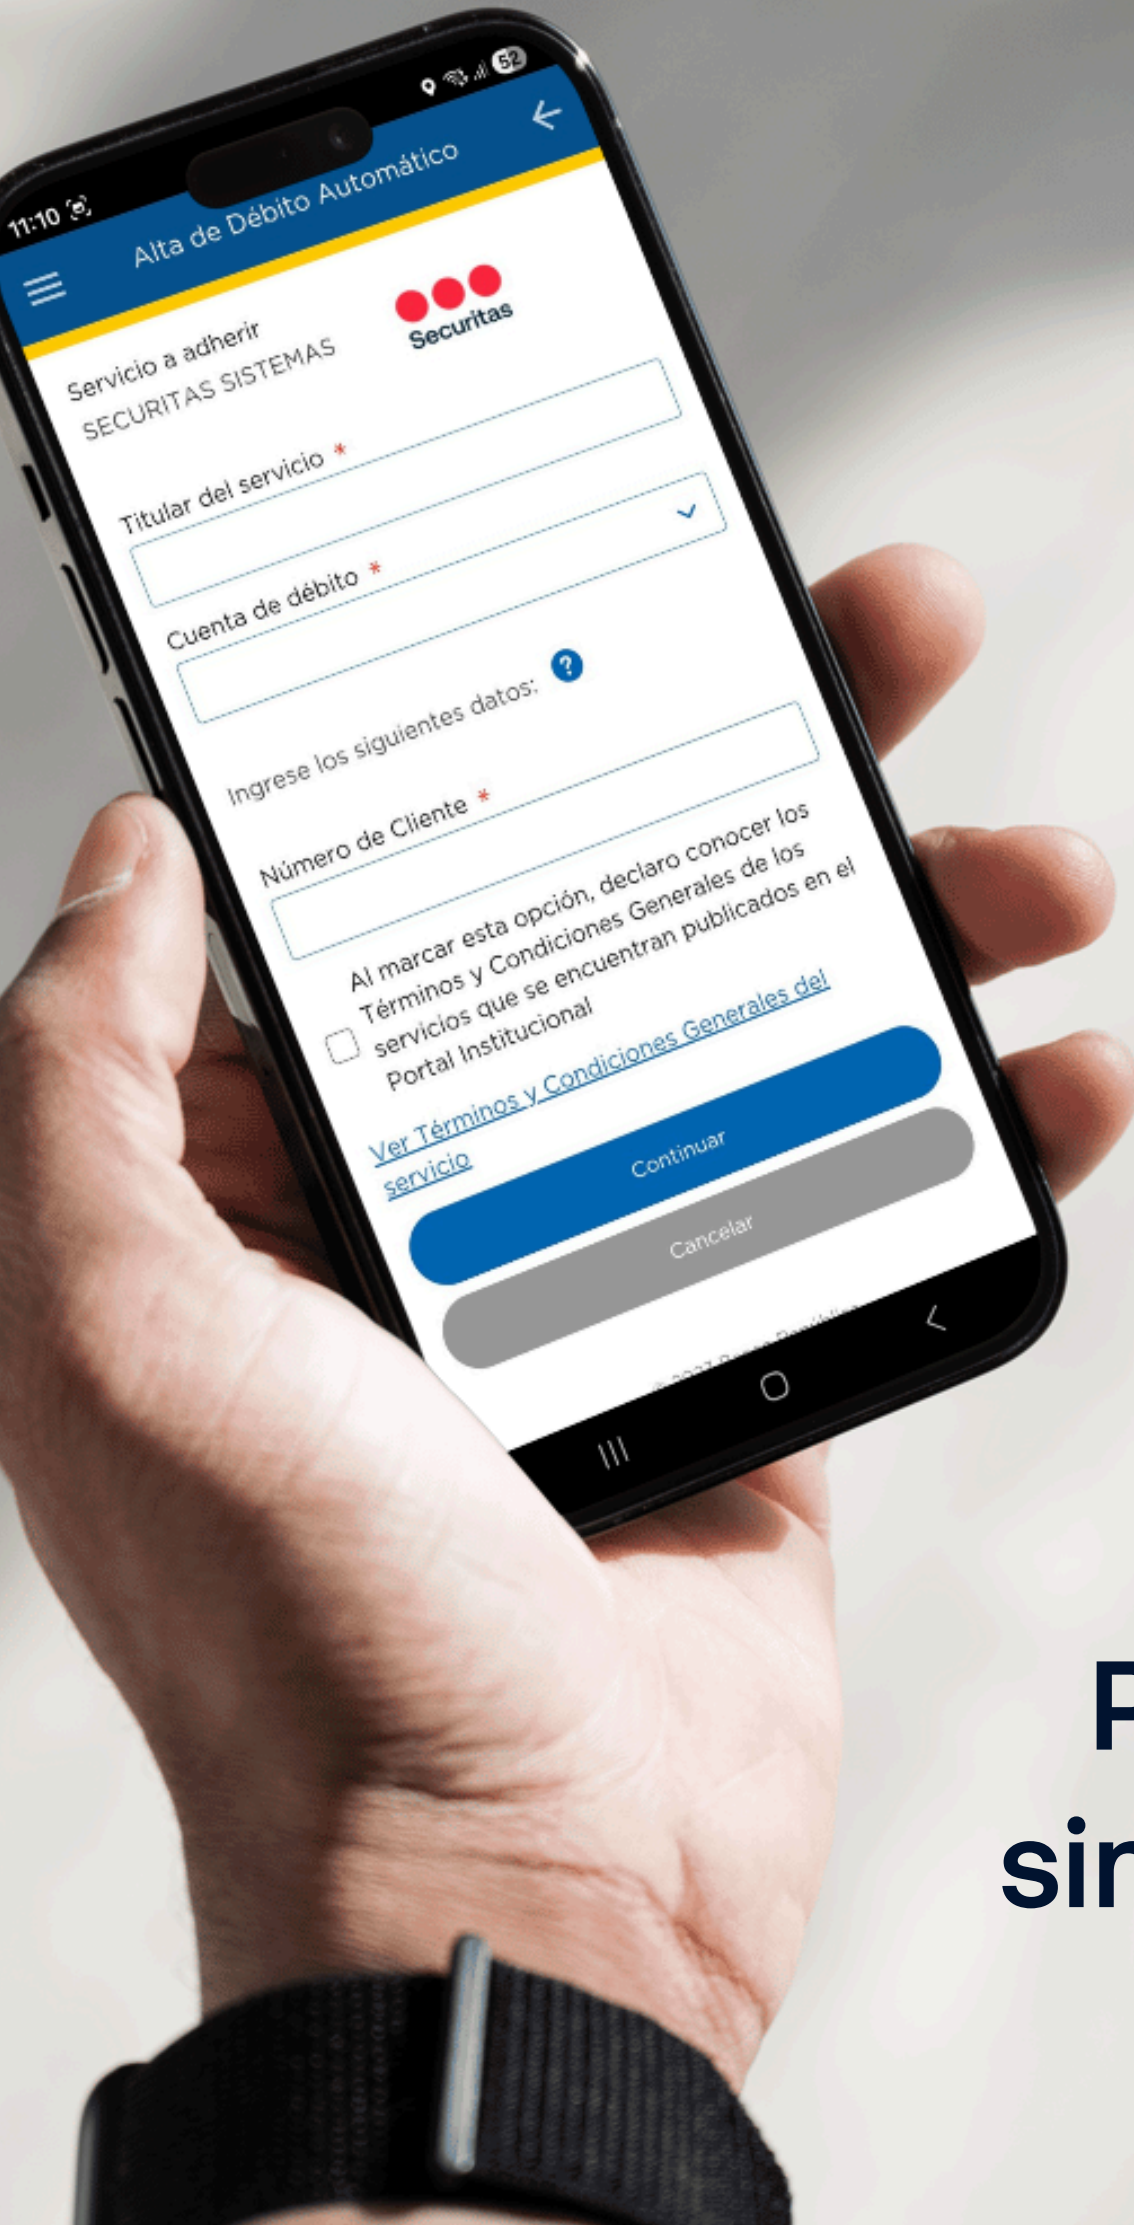 11:10
52
Alta de Débito Automático
Servicio a adherir
SECURITAS SISTEMAS
Securitas
Titular del servicio *
Cuenta de débito *
Ingrese los siguientes datos: ?
Número de Cliente *
Al marcar esta opción, declaro conocer los
Términos y Condiciones Generales de los
servicios que se encuentran publicados en el
Portal Institucional
Ver Términos y Condiciones Generales del
servicio
Continuar
Cancelar